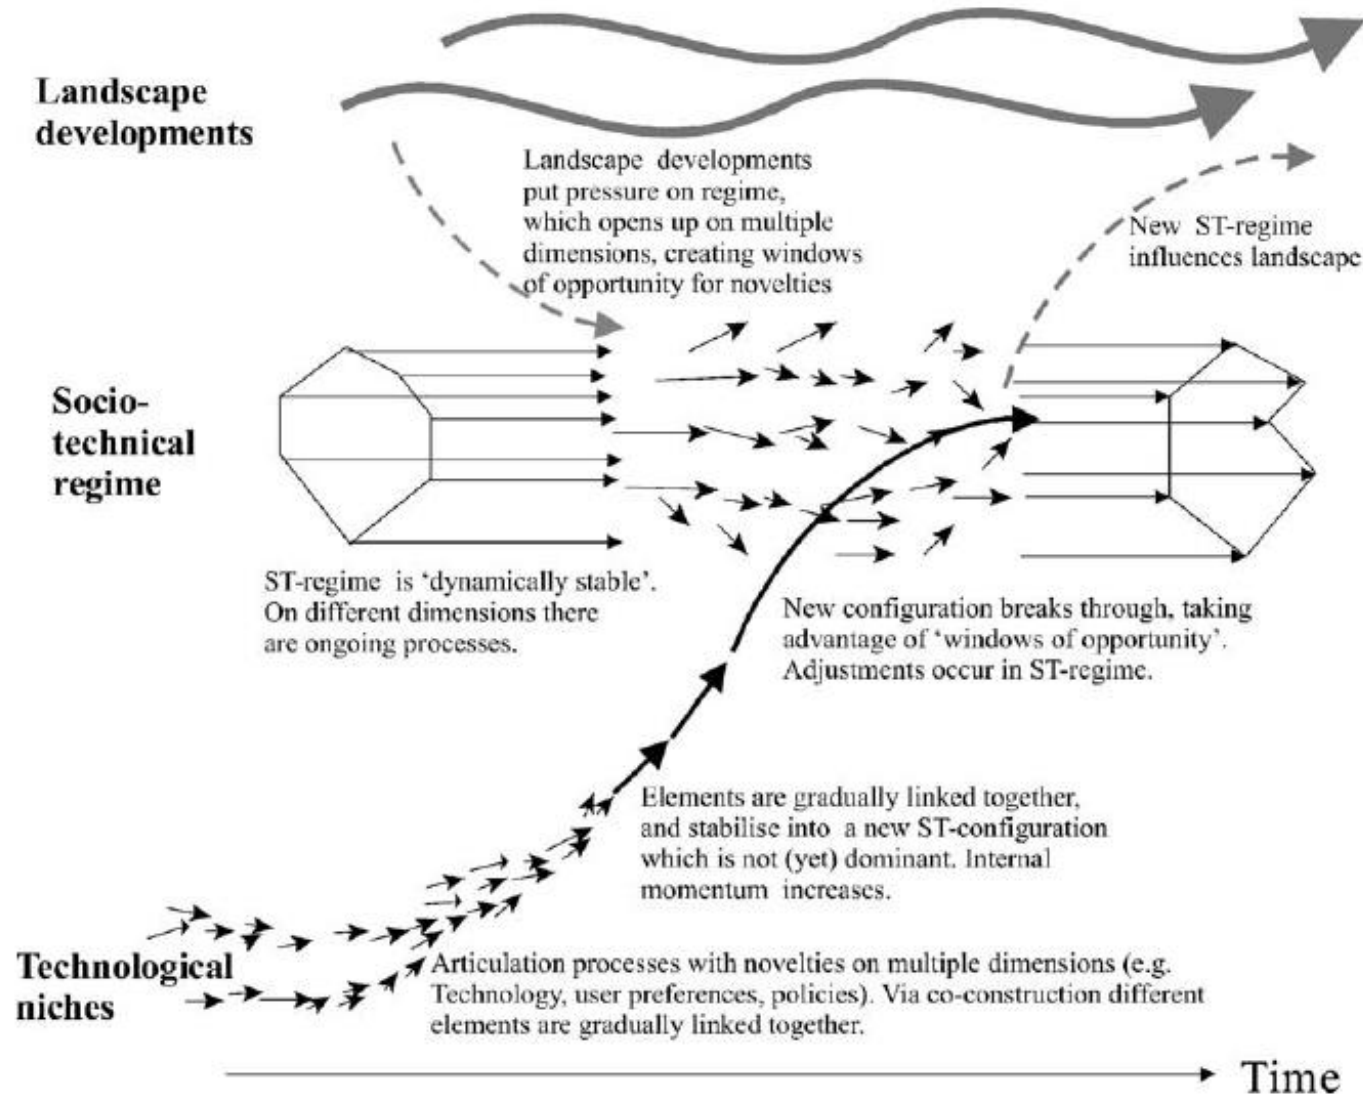 Landscape
developments
Landscape developments
put pressure on regime,
which opens up on multiple
dimensions, creating windows
of opportunity for novelties
New ST-regime
influences landscape
Socio-
technical
regime
ST-regime is ‘dynamically stable’.
On different dimensions there
are ongoing processes.
New configuration breaks through, taking
advantage of ‘windows of opportunity’.
Adjustments occur in ST-regime.
Elements are gradually linked together,
and stabilise into a new ST-configuration
which is not (yet) dominant. Internal
momentum increases.
Technological
niches
Articulation processes with novelties on multiple dimensions (e.g.
Technology, user preferences, policies). Via co-construction different
elements are gradually linked together.
Time